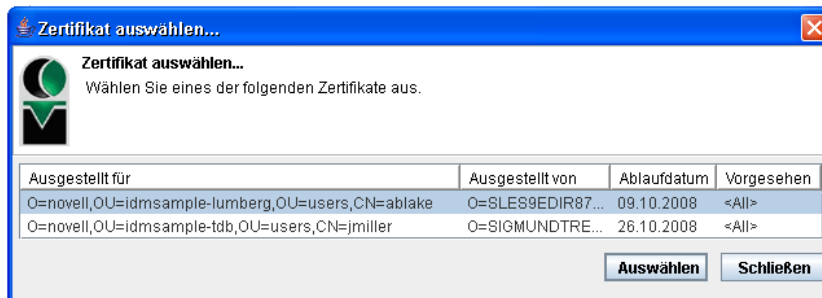 Zertifikat auswählen...
Zertifikat auswählen...
Wählen Sie eines der folgenden Zertifikate aus.
Ausgestellt für Ausgestellt von Ablaufdatum Vorgesehen
O=novell,OU=idmsample-lumberg,OU=users,CN=ablake O=SLES9EDIR87... 09.10.2008 <All>
O=novell,OU=idmsample-tdb,OU=users,CN=jmiller O=SIGMUNDTRE... 26.10.2008 <All>
Auswählen Schließen